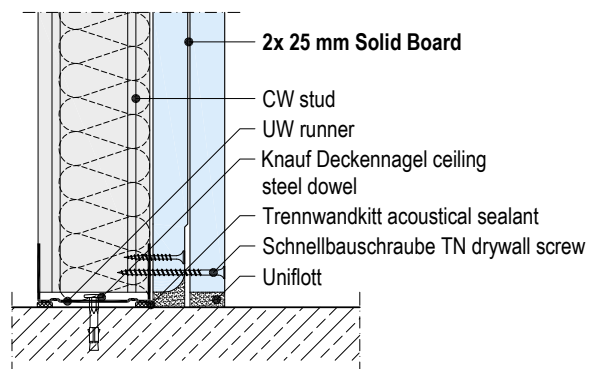 2x 25 mm Solid Board
CW stud
UW runner
Knauf Deckennagel ceiling
steel dowel
Trennwandkitt acoustical sealant
Schnellbauschraube TN drywall screw
Uniflott